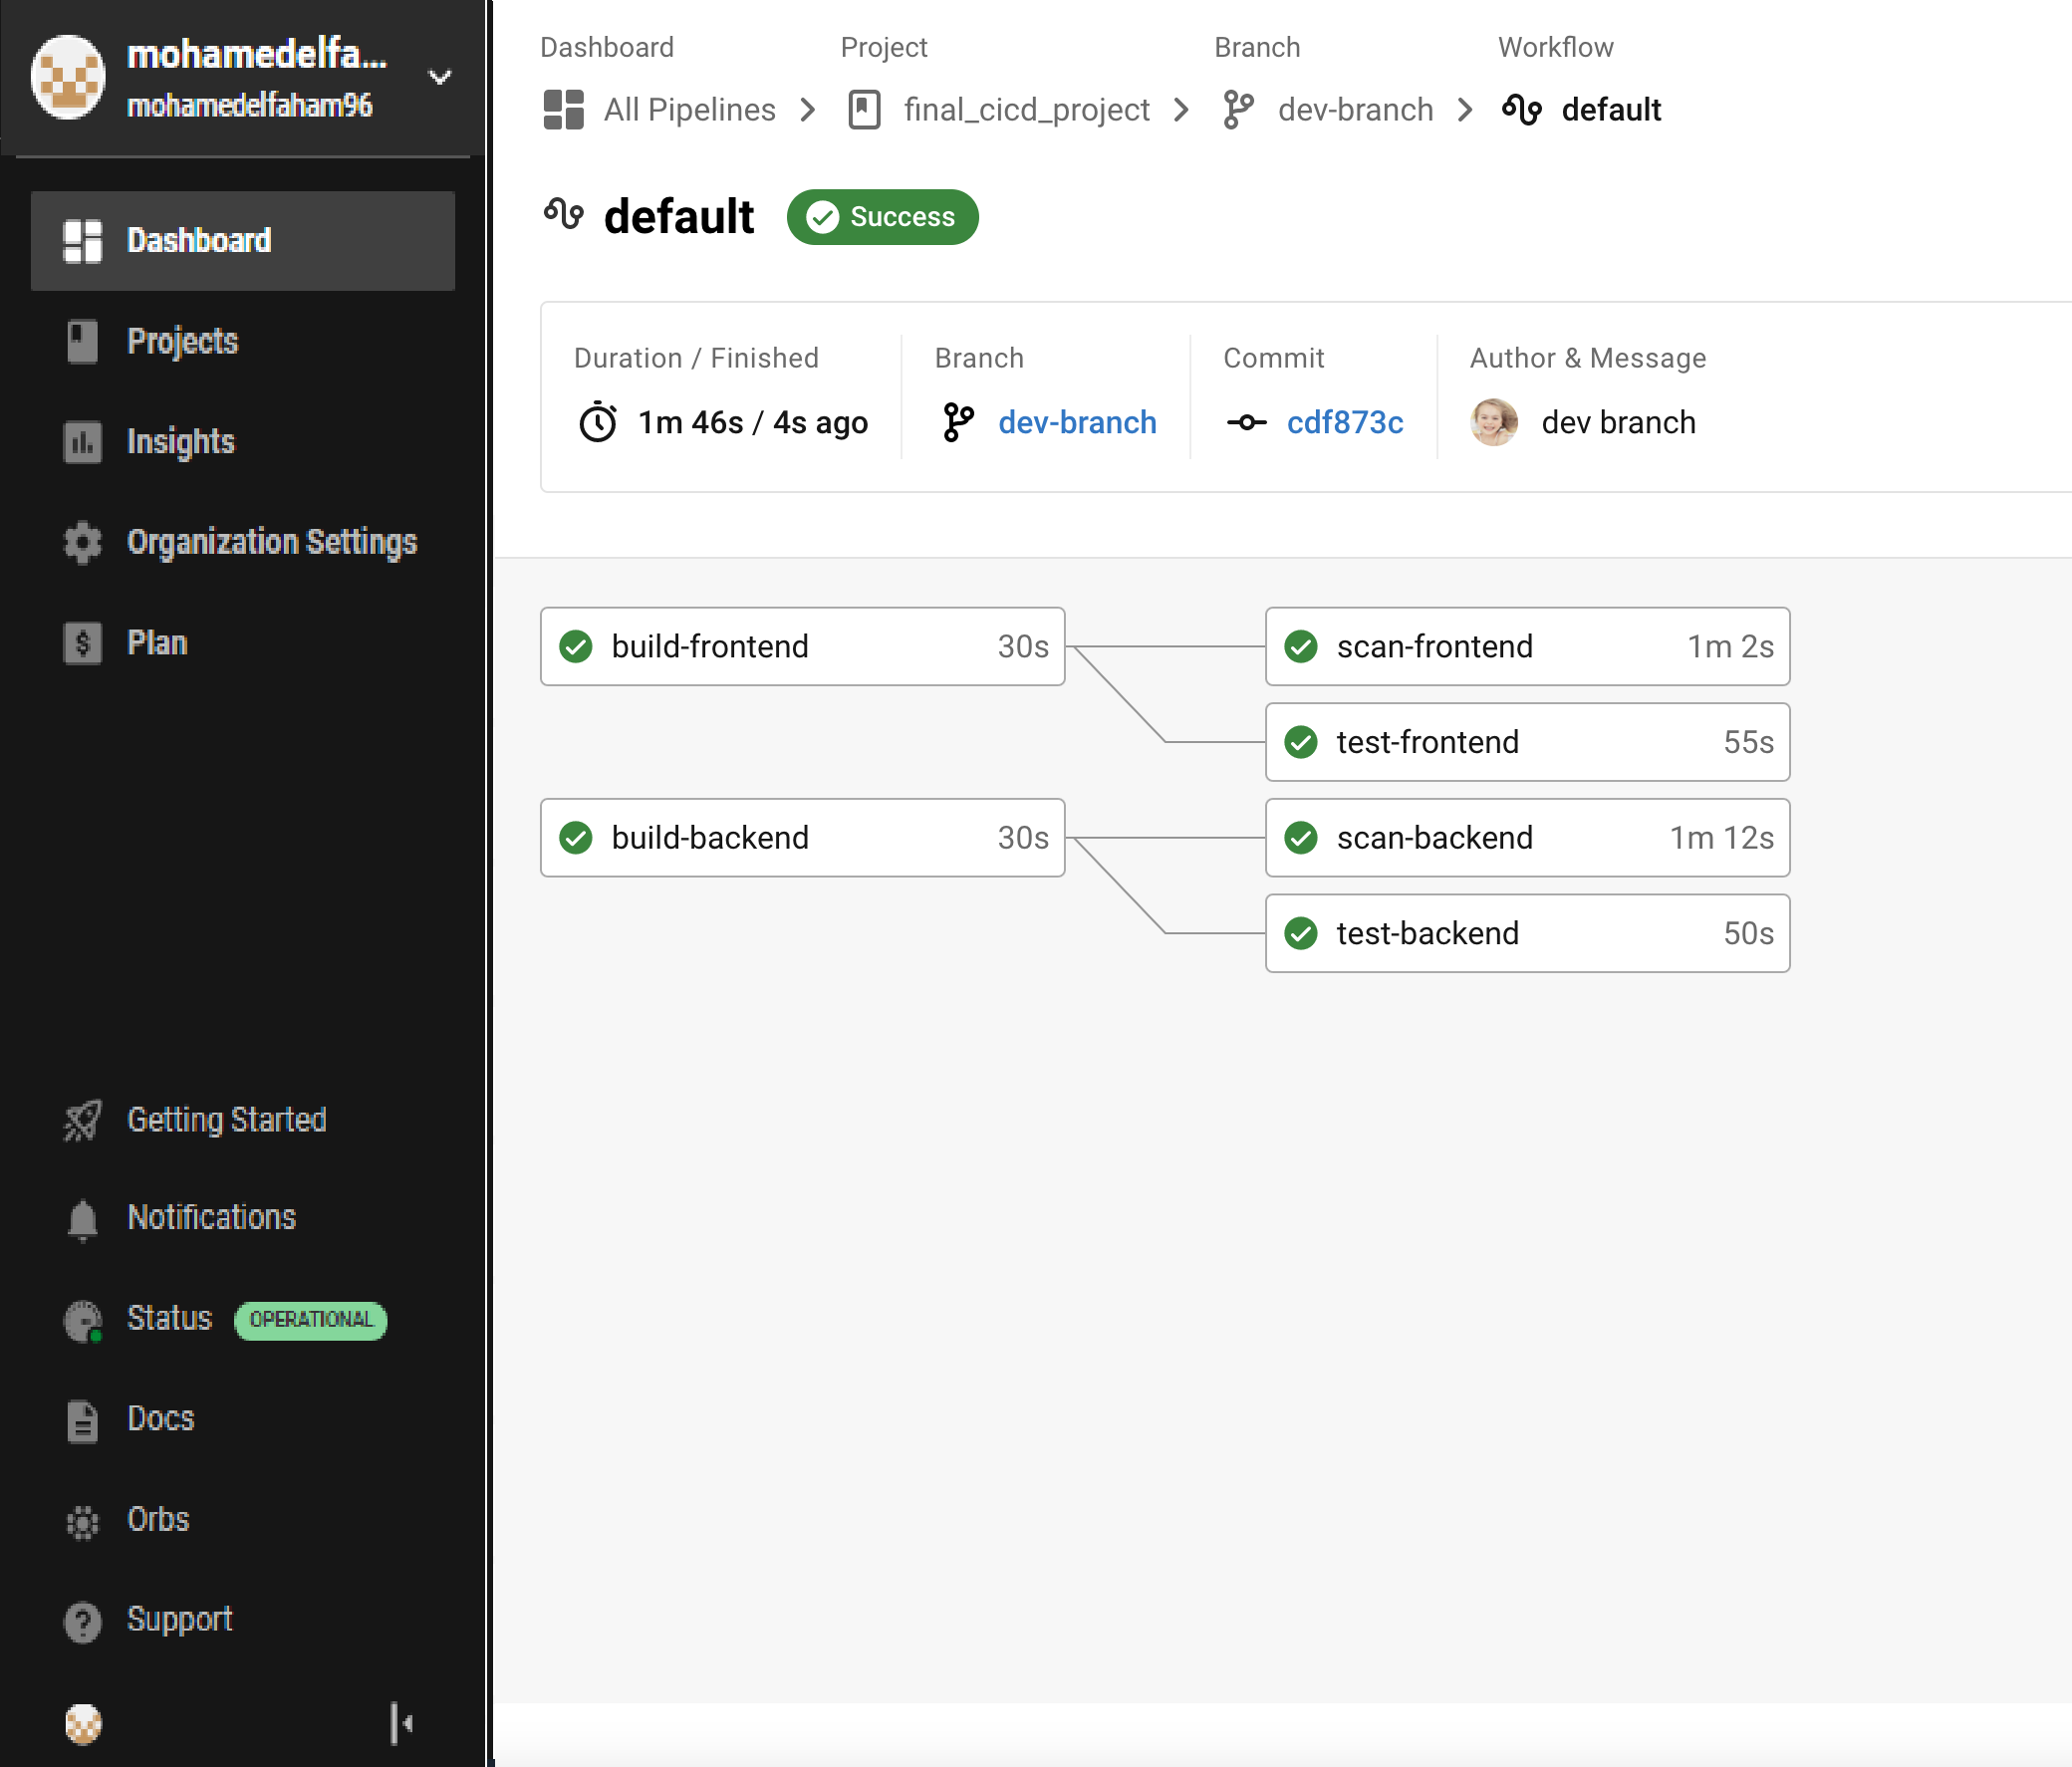 mohamedelfa...
mohamedelfaham96
Dashboard
Projects
Insights
Organization Settings
Plan
Getting Started
Notifications
Status OPERATIONAL
Docs
Orbs
Support
Dashboard Project Branch Workflow
All Pipelines final_cicd_project dev-branch default
default Success
Duration / Finished Branch Commit Author & Message
1m 46s / 4s ago dev-branch cdf873c dev branch
build-frontend 30s scan-frontend 1m 2s
test-frontend 55s
build-backend 30s scan-backend 1m 12s
test-backend 50s